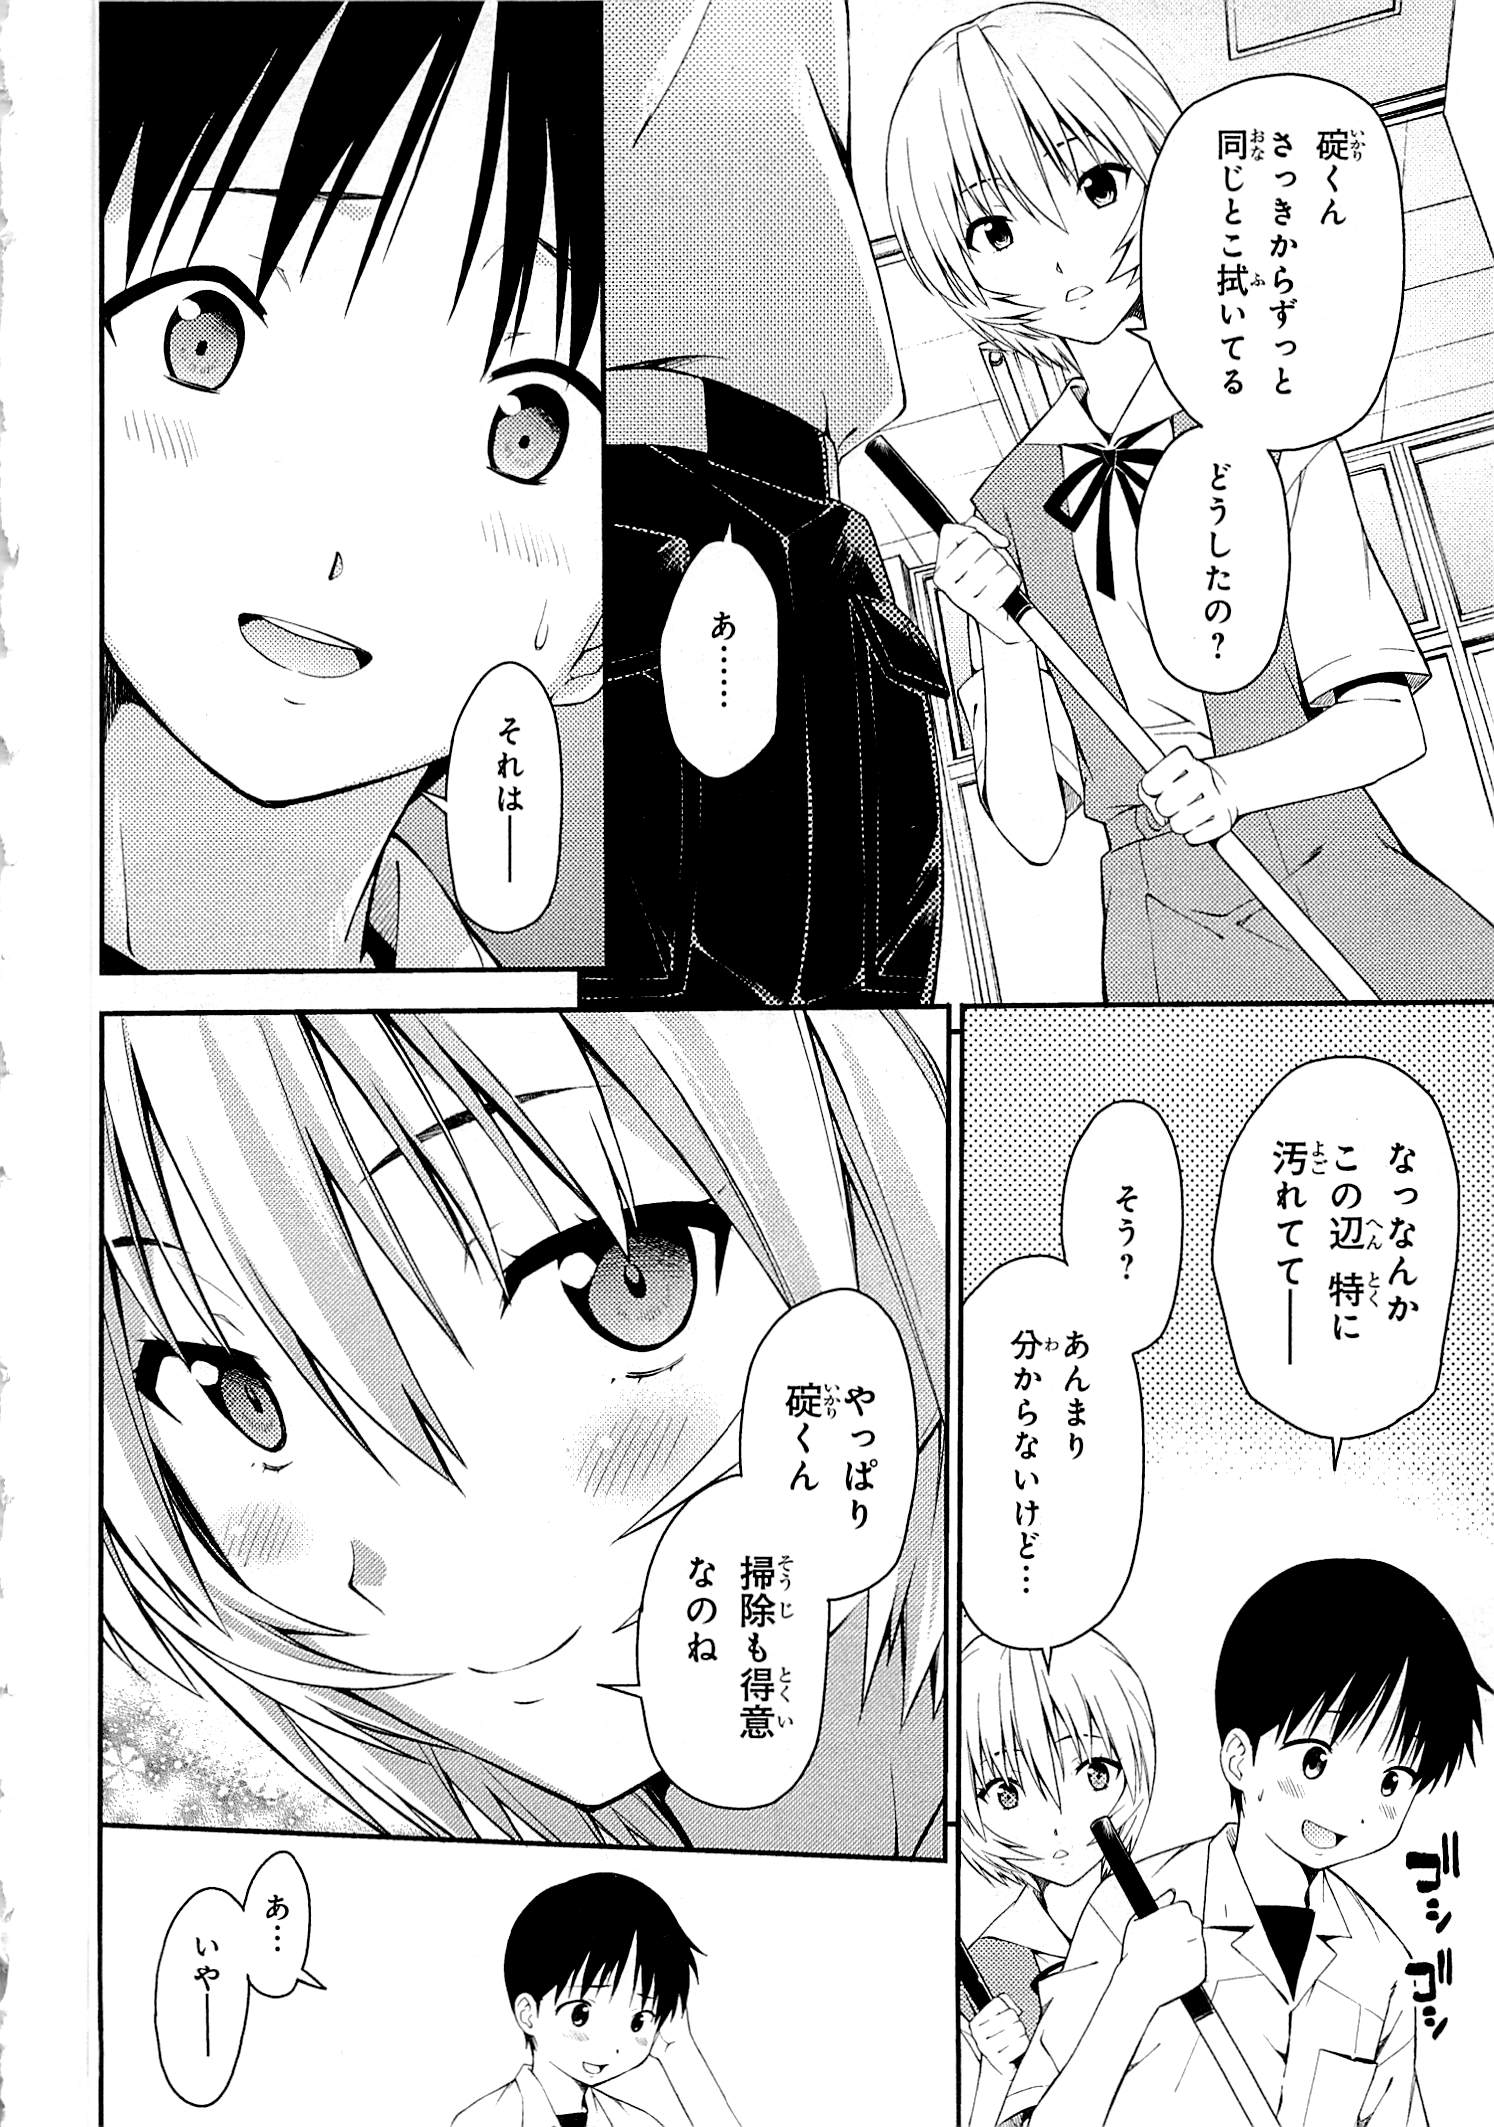 碇くん
さっきからずっと
同じとこ拭いてる
どうしたの？
あ……
それは──
なっなんか
この辺 特に
汚れてて──
そう？
あんまり
分からないけど…
ゴシ
ゴシ
やっぱり
碇くん
掃除も得意
なのね
あ…
いや──